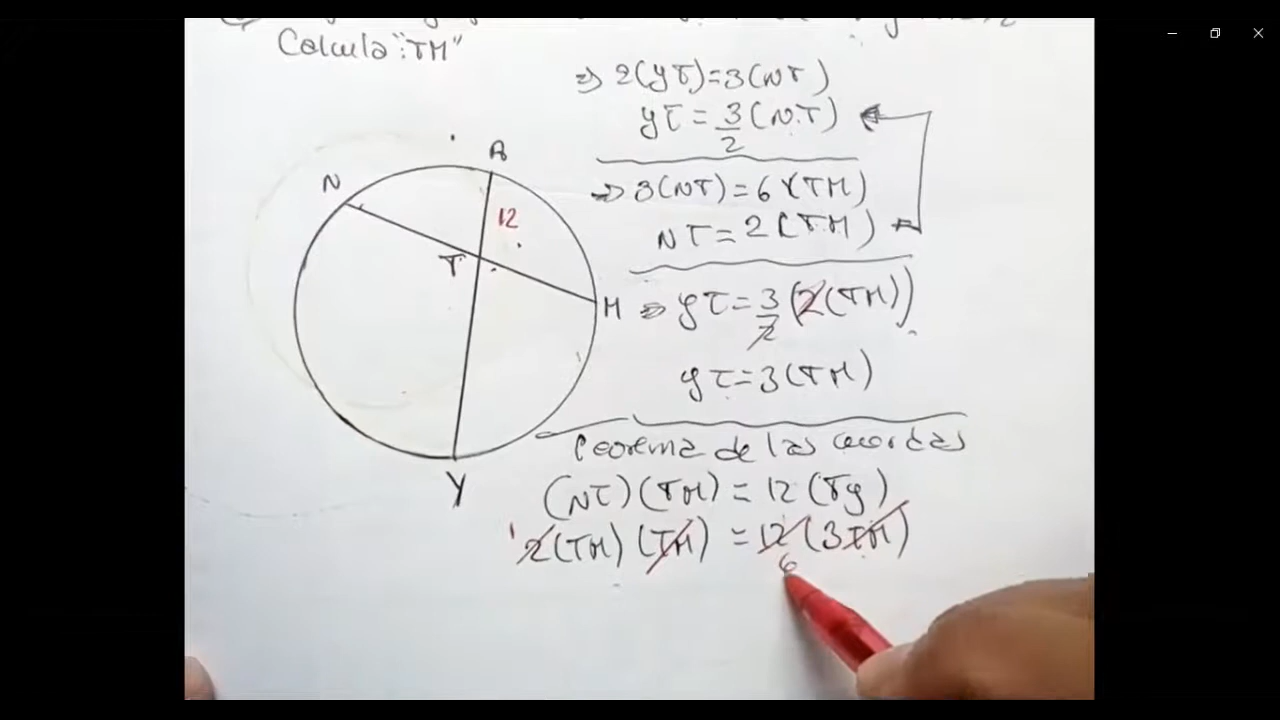 Calcula "TM"
⇒ 2(YT)=3(NT)
YT = 3/2 (NT)
⇒ 3(NT) = 6(TM)
NT = 2(TM)
A
N
12
T
M
Y
⇒ YT = 3/2 (2(TM))
YT = 3(TM)
teorema de las cuerdas
(NT)(TM) = 12(TY)
1 2(TM)(TM) = 12(3TM)
6